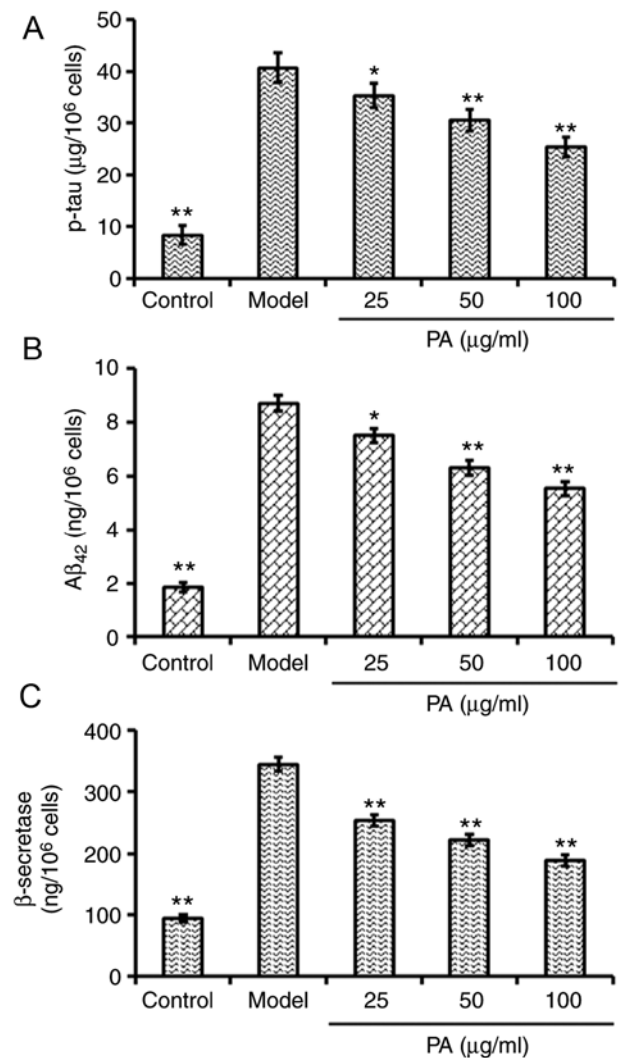 A
p-tau (μg/10⁶ cells)
50
40
30
20
10
0
**
*
**
**
Control Model 25 50 100
PA (μg/ml)
B
Aβ₄₂ (ng/10⁶ cells)
10
8
6
4
2
0
**
*
**
**
Control Model 25 50 100
PA (μg/ml)
C
β-secretase
(ng/10⁶ cells)
400
300
200
100
0
**
**
**
**
Control Model 25 50 100
PA (μg/ml)